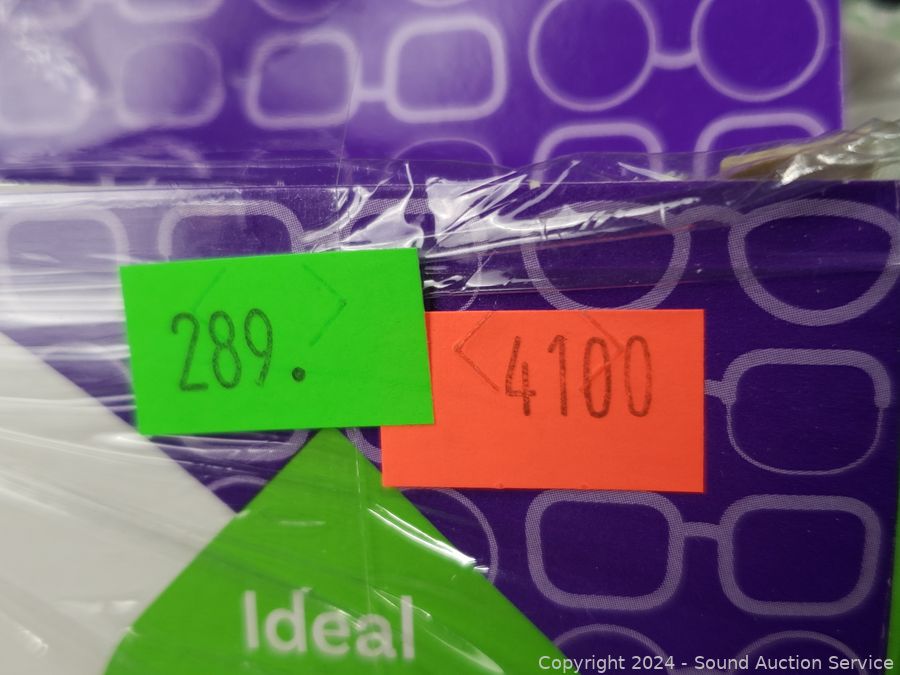 289.
4100
Ideal
Copyright 2024 - Sound Auction Service